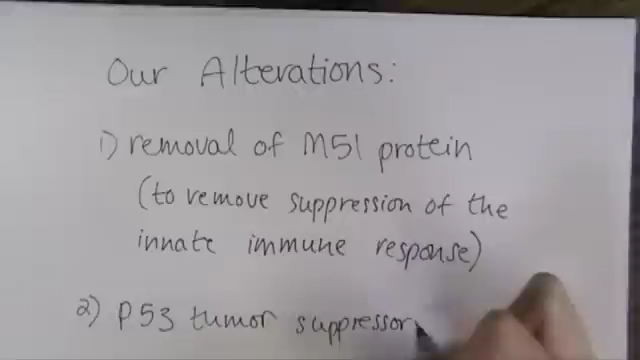 Our Alterations:
1) removal of M51 protein
(to remove suppression of the
innate immune response)
2) P53 tumor suppressor